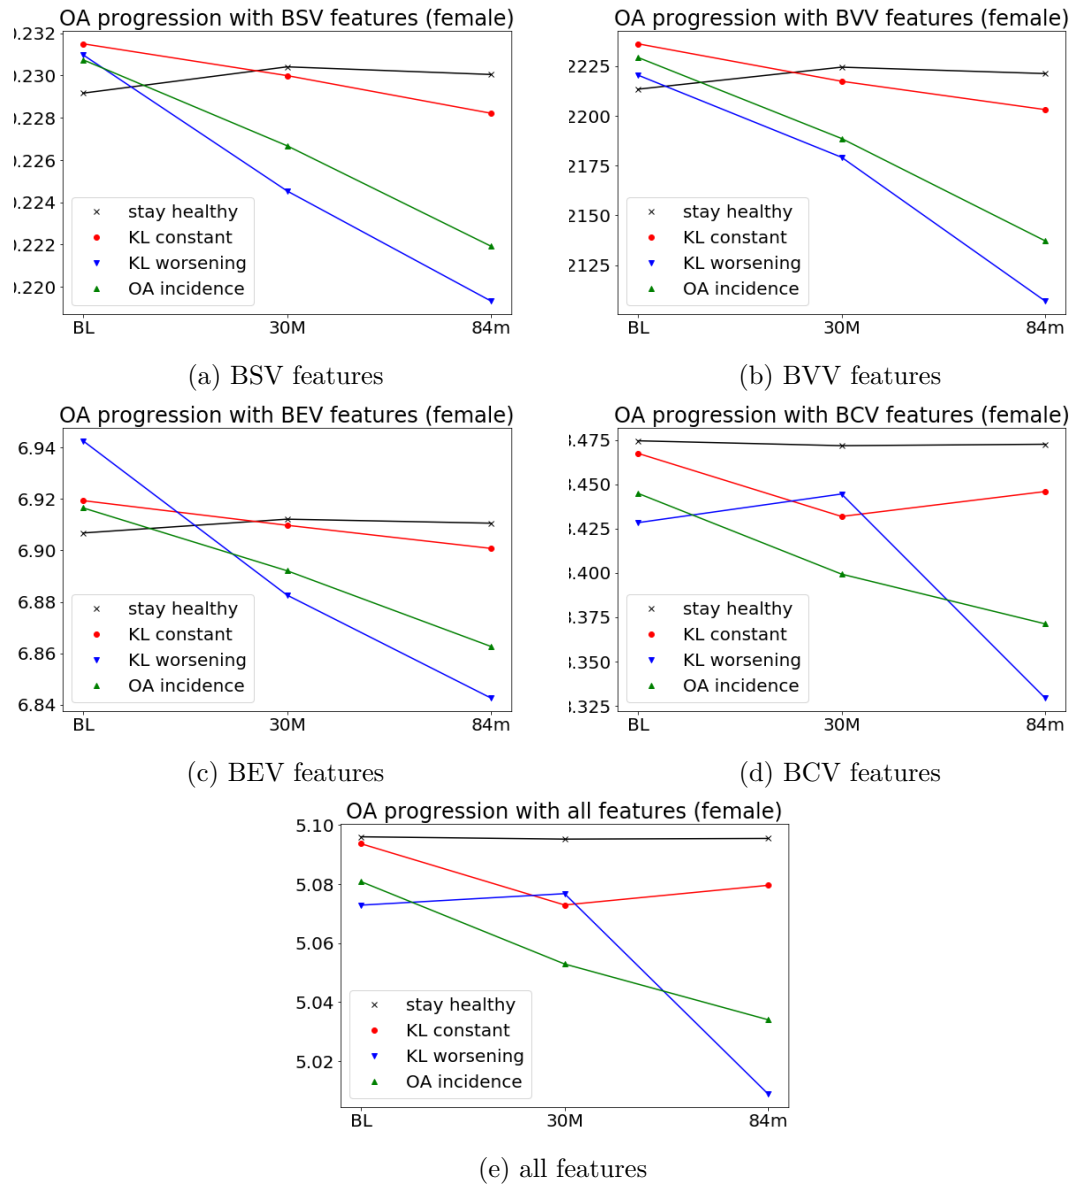 OA progression with BSV features (female)
0.232
0.230
0.228
0.226
0.224
0.222
0.220
stay healthy
KL constant
KL worsening
OA incidence
BL 30M 84m
(a) BSV features
OA progression with BVV features (female)
2225
2200
2175
2150
2125
stay healthy
KL constant
KL worsening
OA incidence
BL 30M 84m
(b) BVV features
OA progression with BEV features (female)
6.94
6.92
6.90
6.88
6.86
6.84
stay healthy
KL constant
KL worsening
OA incidence
BL 30M 84m
(c) BEV features
OA progression with BCV features (female)
.475
.450
.425
.400
.375
.350
.325
stay healthy
KL constant
KL worsening
OA incidence
BL 30M 84m
(d) BCV features
OA progression with all features (female)
5.10
5.08
5.06
5.04
5.02
stay healthy
KL constant
KL worsening
OA incidence
BL 30M 84m
(e) all features